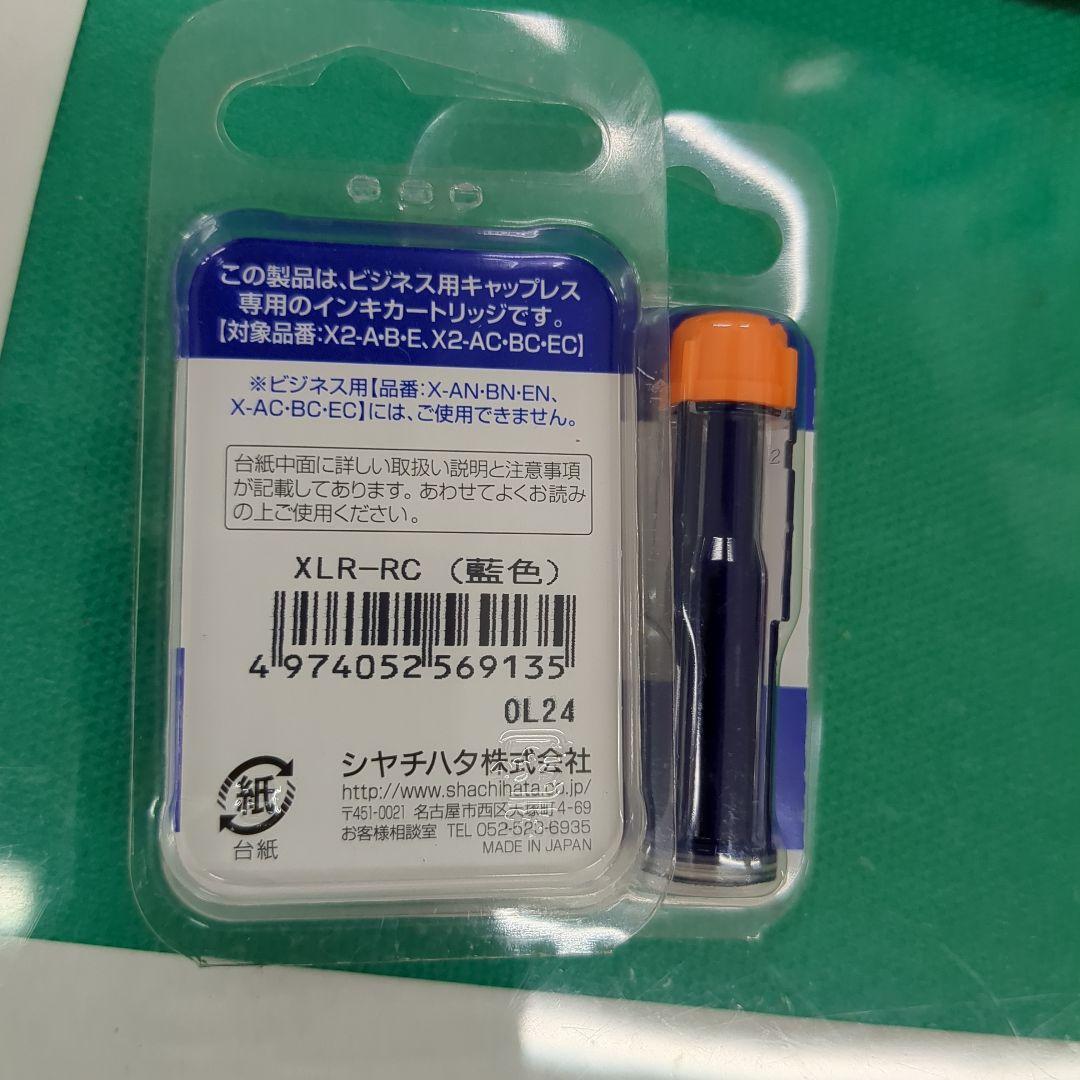 この製品は、ビジネス用キャップレス
専用のインキカートリッジです。
【対象品番:X2-A・B・E、X2-AC・BC・EC】
※ビジネス用【品番:X-AN・BN・EN、
X-AC・BC・EC】には、ご使用できません。
台紙中面に詳しい取扱い説明と注意事項
が記載してあります。あわせてよくお読み
の上ご使用ください。
XLR-RC (藍色)
4974052569135
0L24
シヤチハタ株式会社
http://www.shachihata.co.jp/
〒451-0021 名古屋市西区天塚町4-69
お客様相談室 TEL 052-523-6935
MADE IN JAPAN
紙
台紙
2